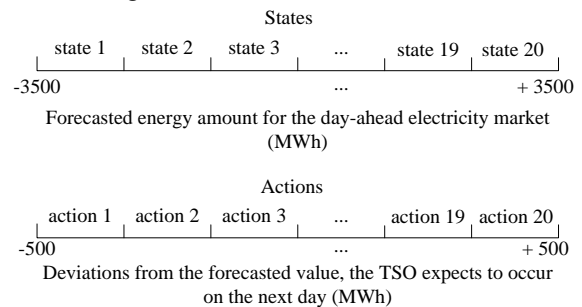 States
state 1 state 2 state 3 ... state 19 state 20
-3500 ... + 3500
Forecasted energy amount for the day-ahead electricity market
(MWh)
Actions
action 1 action 2 action 3 ... action 19 action 20
-500 ... + 500
Deviations from the forecasted value, the TSO expects to occur
on the next day (MWh)